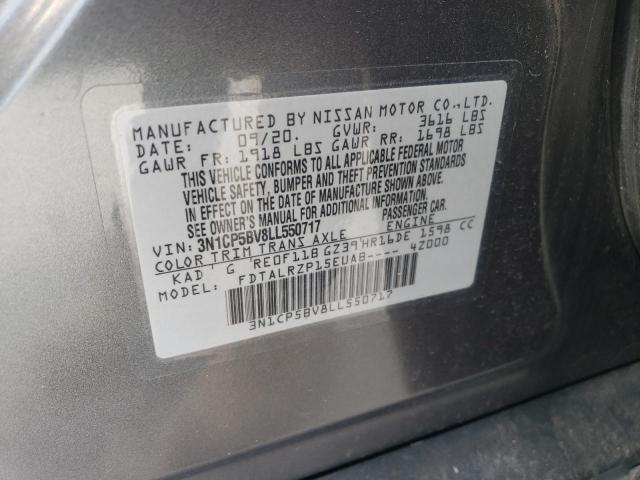 MANUFACTURED BY NISSAN MOTOR CO.,LTD.
DATE: 09/20. GVWR: 3616 LBS
GAWR FR: 1918 LBS GAWR RR: 1698 LBS
THIS VEHICLE CONFORMS TO ALL APPLICABLE FEDERAL MOTOR
VEHICLE SAFETY, BUMPER AND THEFT PREVENTION STANDARDS
IN EFFECT ON THE DATE OF MANUFACTURE SHOWN ABOVE.
SEE OWNER'S MANUAL FOR ADDITIONAL INFORMATION.
VIN: 3N1CP5BV8LL550717 PASSENGER CAR.
COLOR TRIM TRANS AXLE ENGINE
KAD G RE0F11B GZ39 HR16DE 1598 CC
MODEL: FDTALRZP15EUAB---- 42000
3N1CP5BV8LL550717